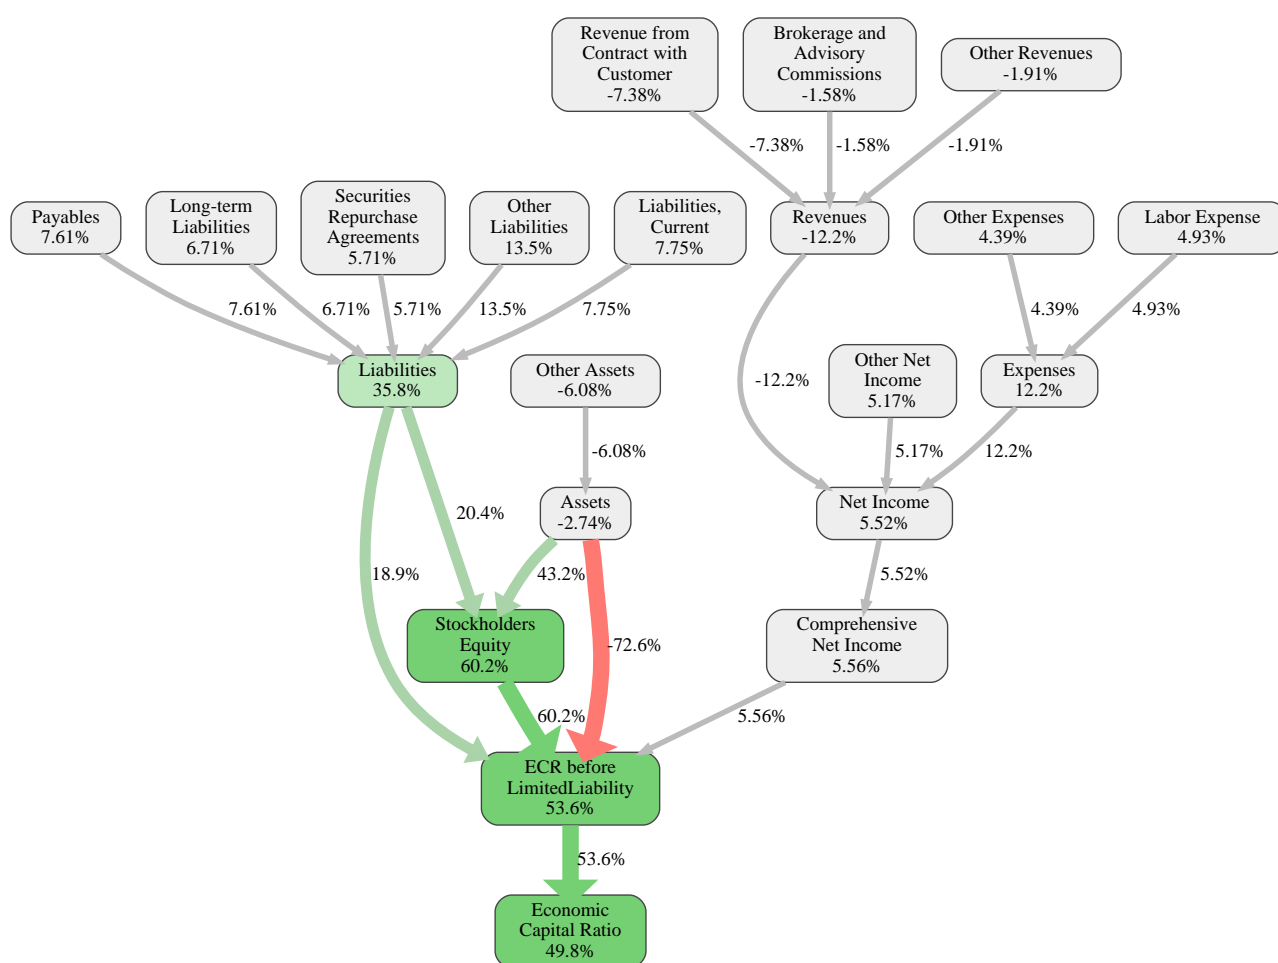 Revenue from
Contract with
Customer
-7.38%
Brokerage and
Advisory
Commissions
-1.58%
Other Revenues
-1.91%
-7.38%
-1.58%
-1.91%
Payables
7.61%
Long-term
Liabilities
6.71%
Securities
Repurchase
Agreements
5.71%
Other
Liabilities
13.5%
Liabilities,
Current
7.75%
Revenues
-12.2%
Other Expenses
4.39%
Labor Expense
4.93%
7.61%
6.71%
5.71%
13.5%
7.75%
4.39%
4.93%
Liabilities
35.8%
Other Assets
-6.08%
-12.2%
Other Net
Income
5.17%
Expenses
12.2%
20.4%
-6.08%
5.17%
12.2%
Assets
-2.74%
Net Income
5.52%
18.9%
43.2%
5.52%
Stockholders
Equity
60.2%
-72.6%
Comprehensive
Net Income
5.56%
60.2%
5.56%
ECR before
LimitedLiability
53.6%
53.6%
Economic
Capital Ratio
49.8%